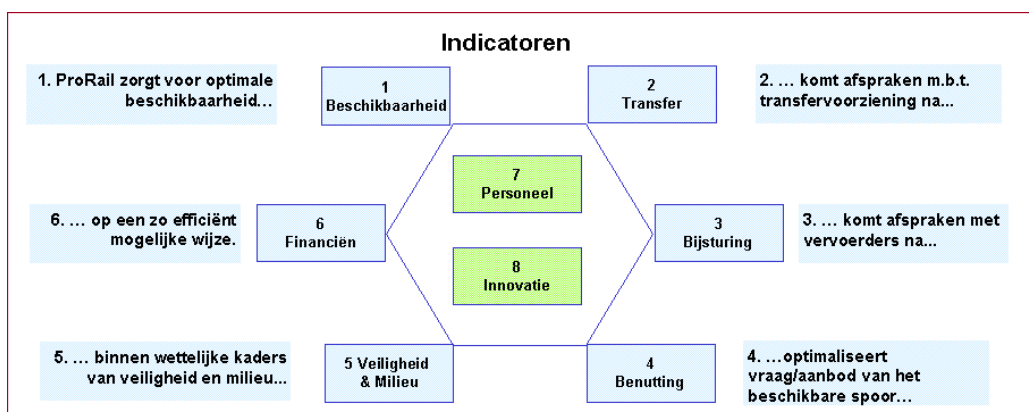 Indicatoren
1. ProRail zorgt voor optimale
beschikbaarheid...
1
Beschikbaarheid
2
Transfer
2. ... komt afspraken m.b.t.
transfervoorziening na...
7
Personeel
6. ... op een zo efficiënt
mogelijke wijze.
6
Financiën
3
Bijsturing
3. ... komt afspraken met
vervoerders na...
8
Innovatie
5. ... binnen wettelijke kaders
van veiligheid en milieu...
5 Veiligheid
& Milieu
4
Benutting
4. ...optimaliseert
vraag/aanbod van het
beschikbare spoor...